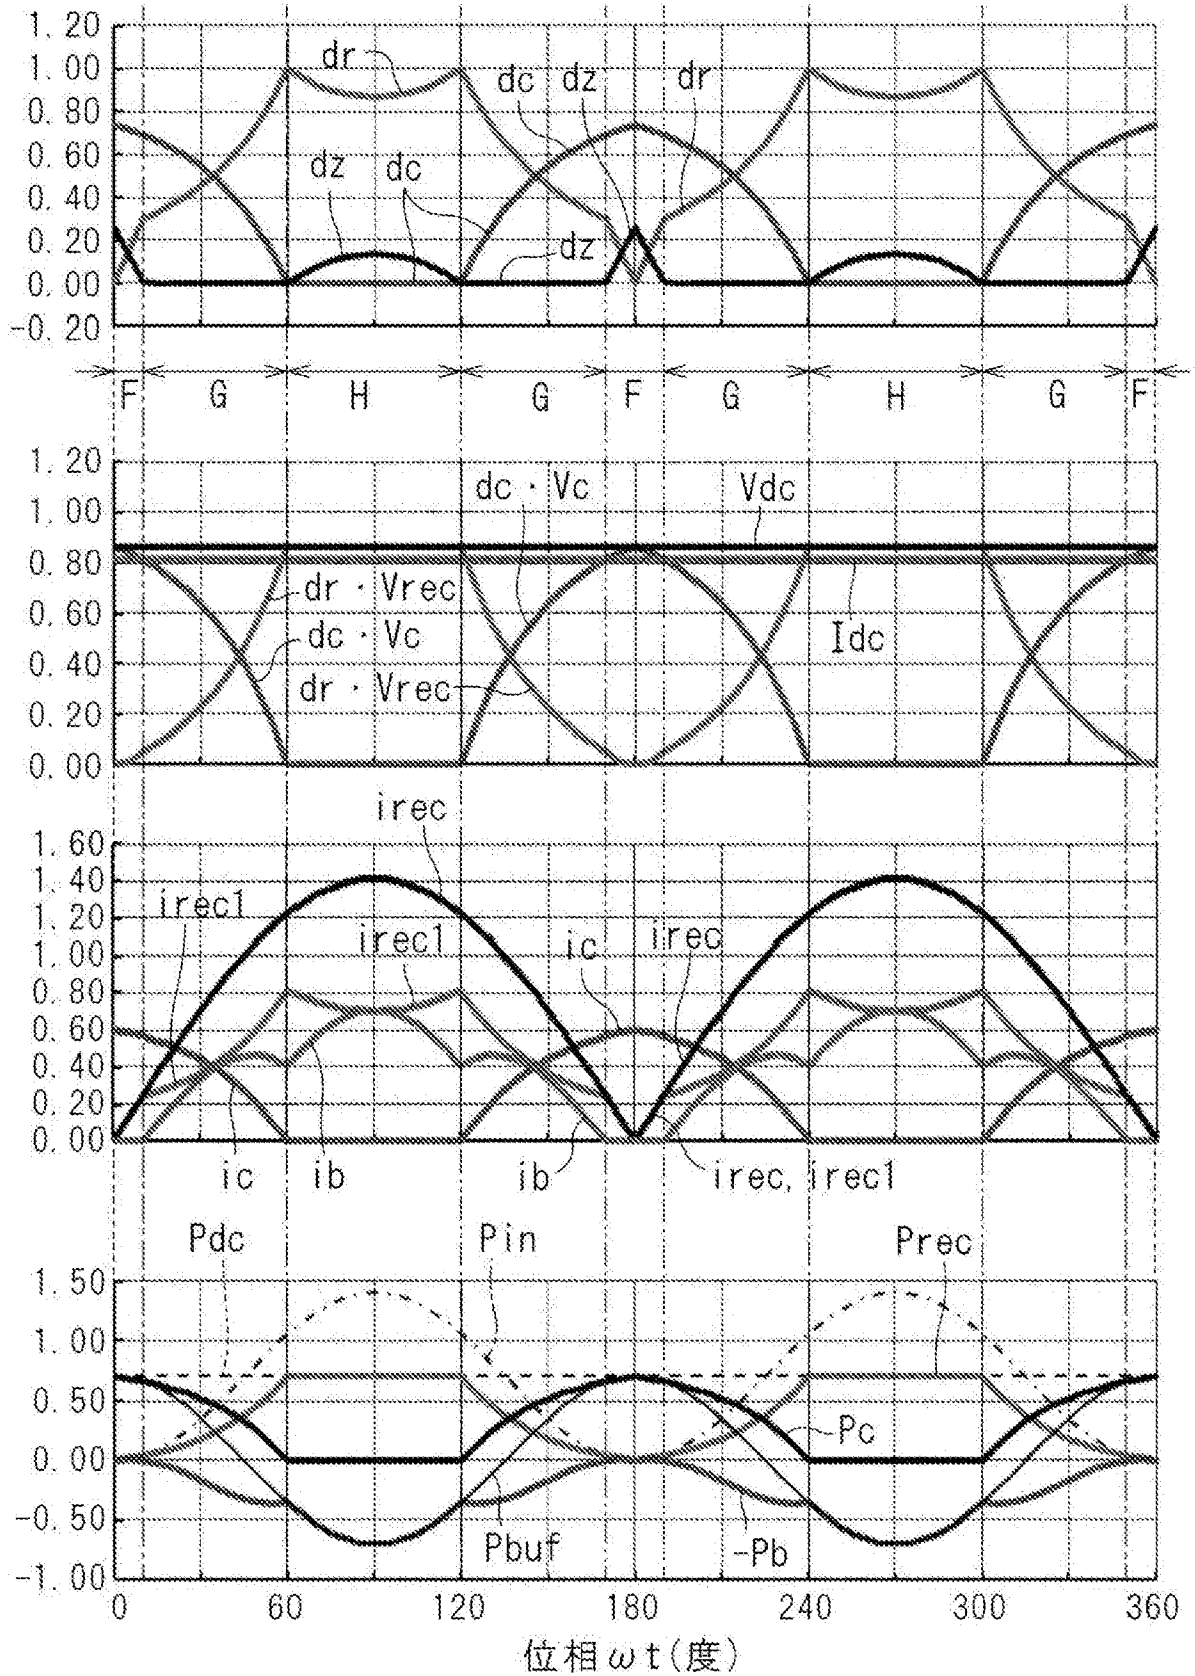 1.20
1.00
0.80
0.60
0.40
0.20
0.00
-0.20
dr
dc
dz
dr
dz
dc
dz
F G H G F G H G F
1.20
1.00
0.80
0.60
0.40
0.20
0.00
dc・Vc
Vdc
dr・Vrec
dc・Vc
dr・Vrec
Idc
1.60
1.40
1.20
1.00
0.80
0.60
0.40
0.20
0.00
irec
irec1
irec1
ic
irec
ic
ib
ib
irec, irec1
1.50
1.00
0.50
0.00
-0.50
-1.00
Pdc
Pin
Prec
Pc
Pbuf
-Pb
0 60 120 180 240 300 360
位相ωt(度)